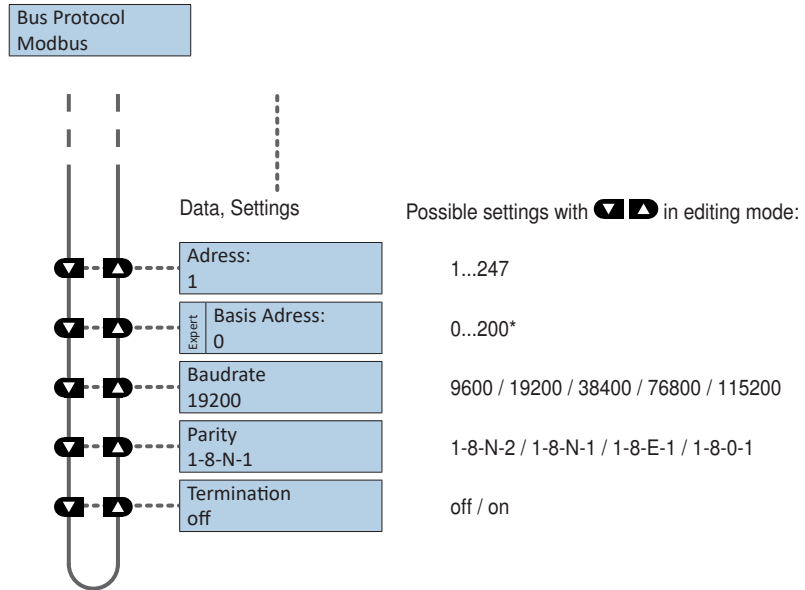 Bus Protocol
Modbus
Data, Settings
Possible settings with in editing mode:
Adress:
1
1...247
Expert
Basis Adress:
0
0...200*
Baudrate
19200
9600 / 19200 / 38400 / 76800 / 115200
Parity
1-8-N-1
1-8-N-2 / 1-8-N-1 / 1-8-E-1 / 1-8-0-1
Termination
off
off / on